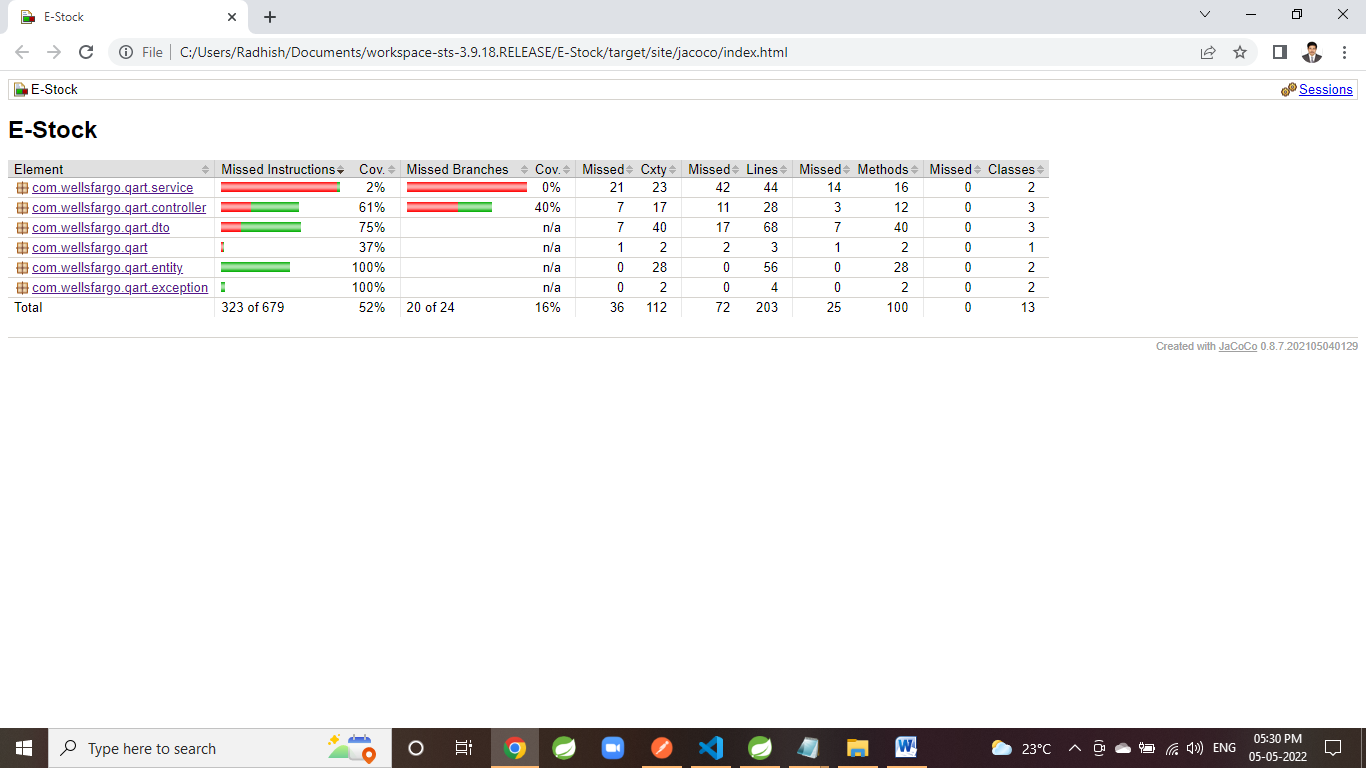 E-Stock
File C:/Users/Radhish/Documents/workspace-sts-3.9.18.RELEASE/E-Stock/target/site/jacoco/index.html
E-Stock Sessions
E-Stock
Element Missed Instructions Cov. Missed Branches Cov. Missed Cxty Missed Lines Missed Methods Missed Classes
com.wellsfargo.qart.service 2% 0% 21 23 42 44 14 16 0 2
com.wellsfargo.qart.controller 61% 40% 7 17 11 28 3 12 0 3
com.wellsfargo.qart.dto 75% n/a 7 40 17 68 7 40 0 3
com.wellsfargo.qart 37% n/a 1 2 2 3 1 2 0 1
com.wellsfargo.qart.entity 100% n/a 0 28 0 56 0 28 0 2
com.wellsfargo.qart.exception 100% n/a 0 2 0 4 0 2 0 2
Total 323 of 679 52% 20 of 24 16% 36 112 72 203 25 100 0 13
Created with JaCoCo 0.8.7.202105040129
Type here to search 23°C ENG 05:30 PM
05-05-2022